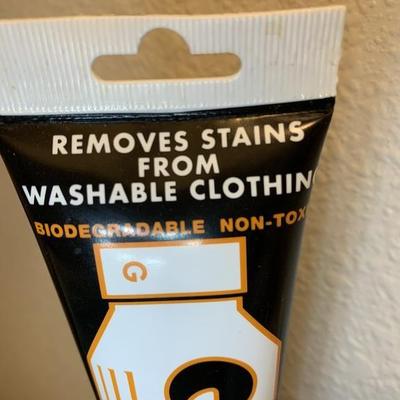 REMOVES STAINS
FROM
WASHABLE CLOTHIN
BIODEGRADABLE NON-TOX
G